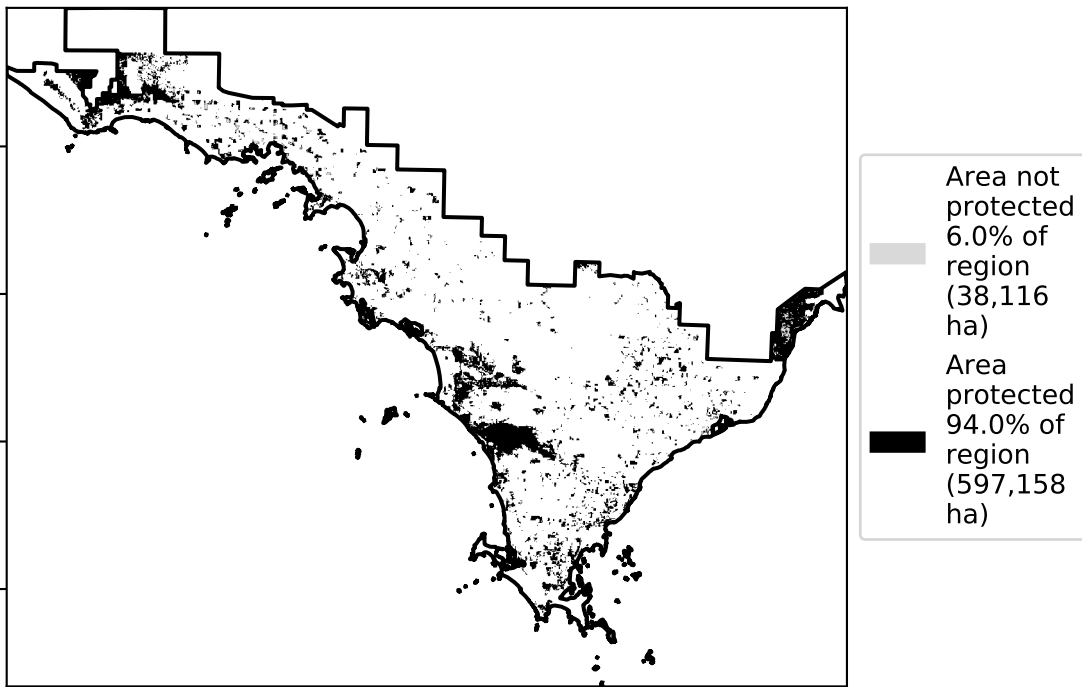 Area not
protected
6.0% of
region
(38,116
ha)
Area
protected
94.0% of
region
(597,158
ha)